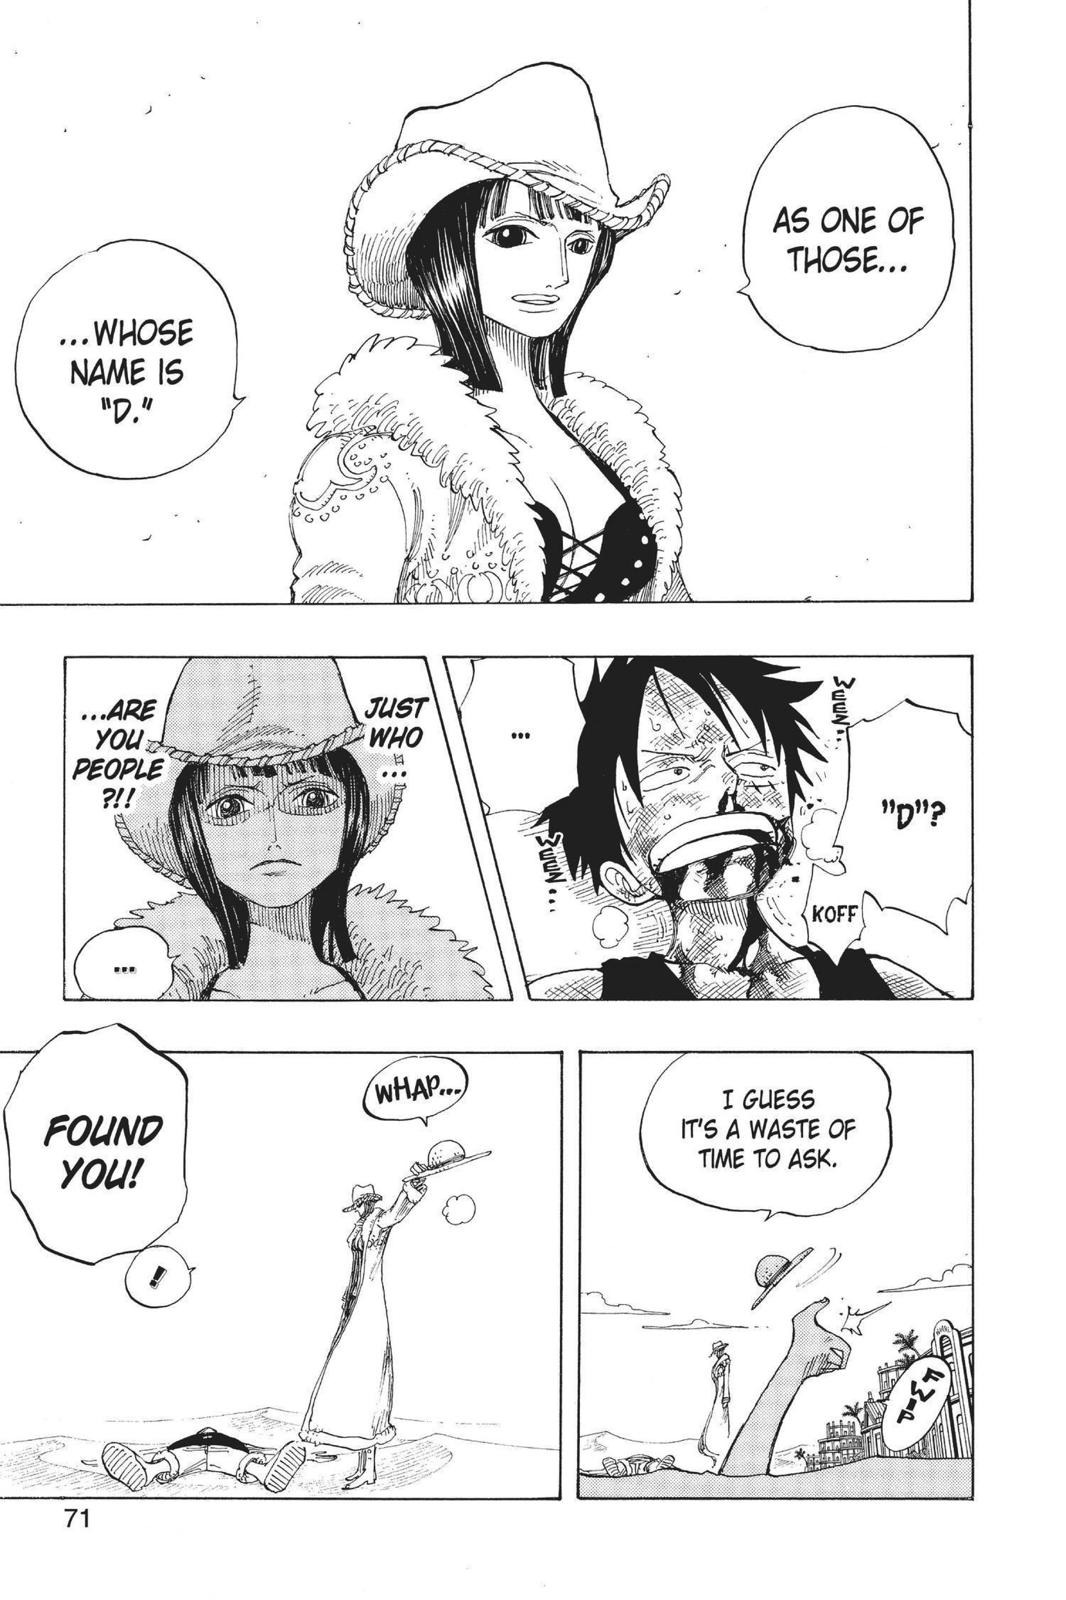 AS ONE OF
THOSE...
...WHOSE
NAME IS
"D."
"D"?
KOFF
WEEZ...
WEEZ...
...
JUST
WHO
...
...ARE
YOU
PEOPLE
?!!
...
I GUESS
IT'S A WASTE OF
TIME TO ASK.
FWIP
WHAP...
FOUND
YOU!
!
71